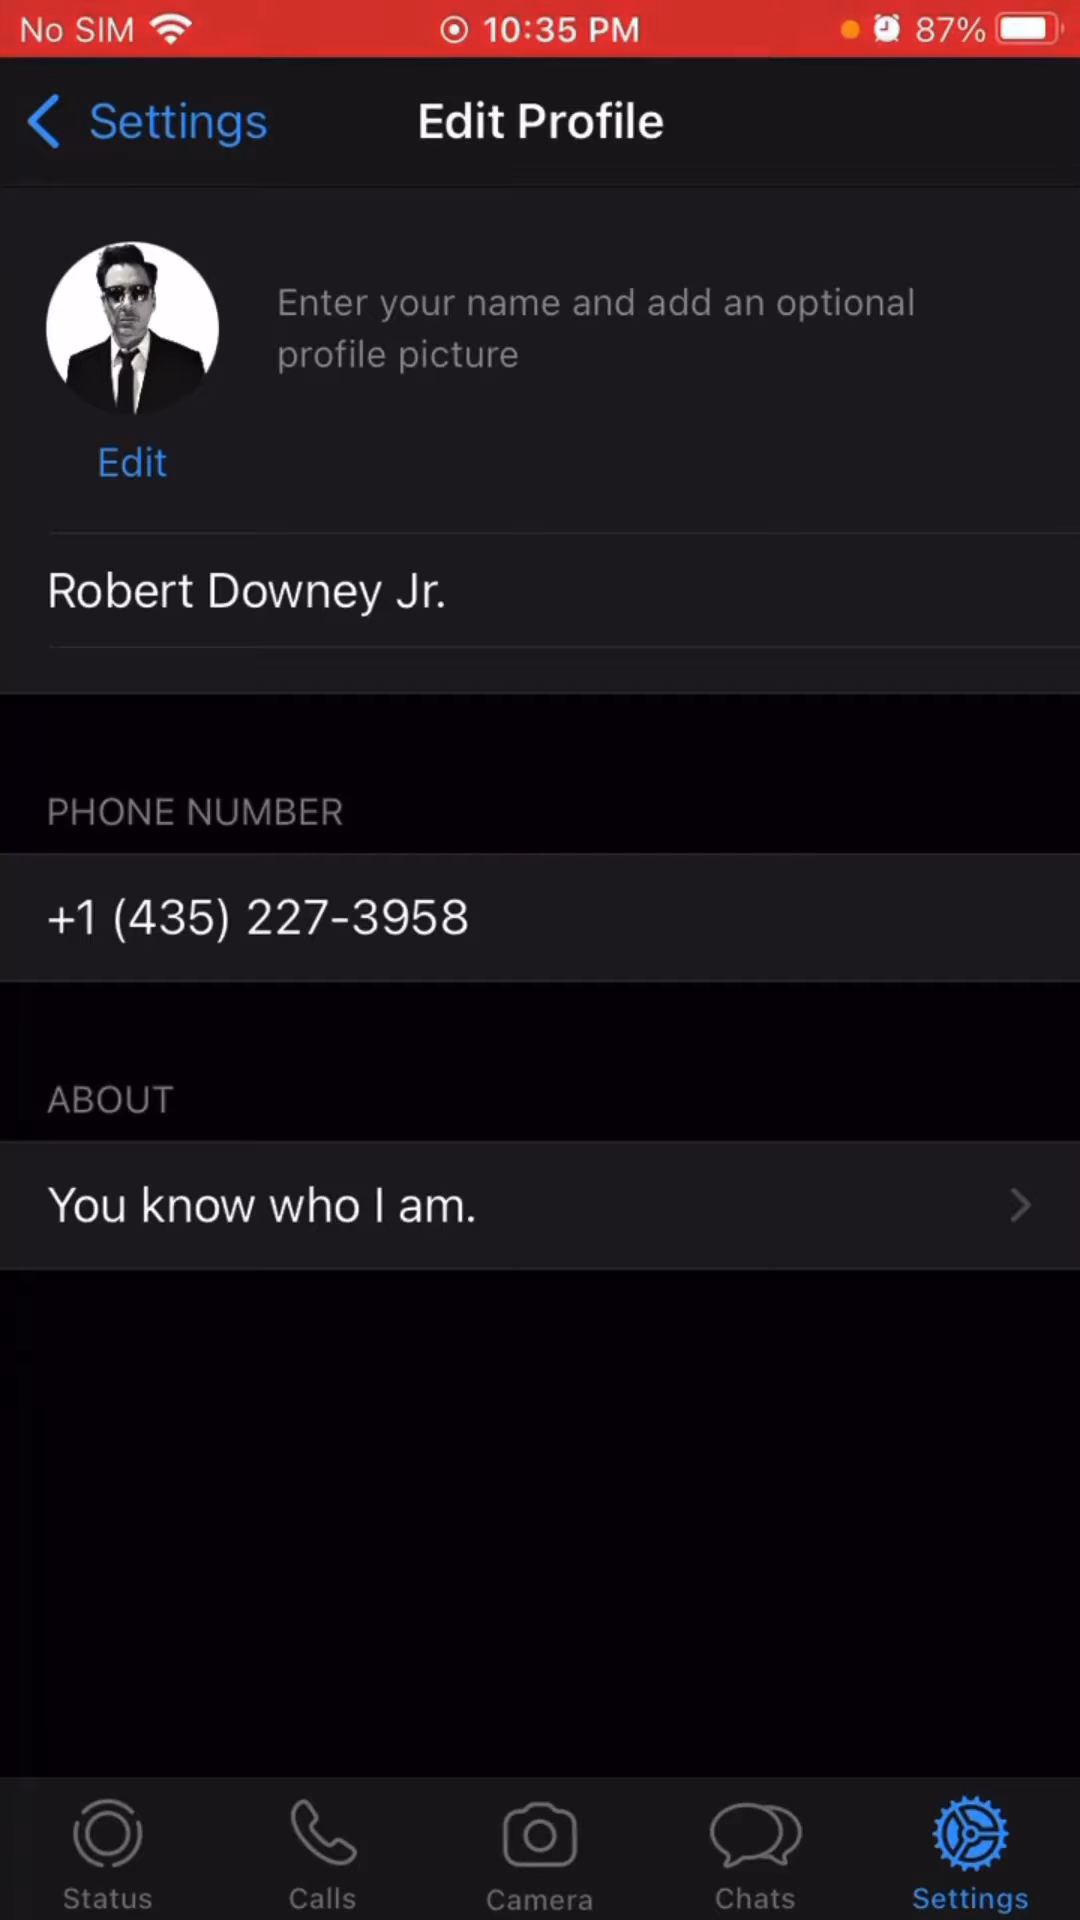 No SIM 10:35 PM 87%
Settings Edit Profile
Enter your name and add an optional
profile picture
Edit
Robert Downey Jr.
PHONE NUMBER
+1 (435) 227-3958
ABOUT
You know who I am.
Status Calls Camera Chats Settings